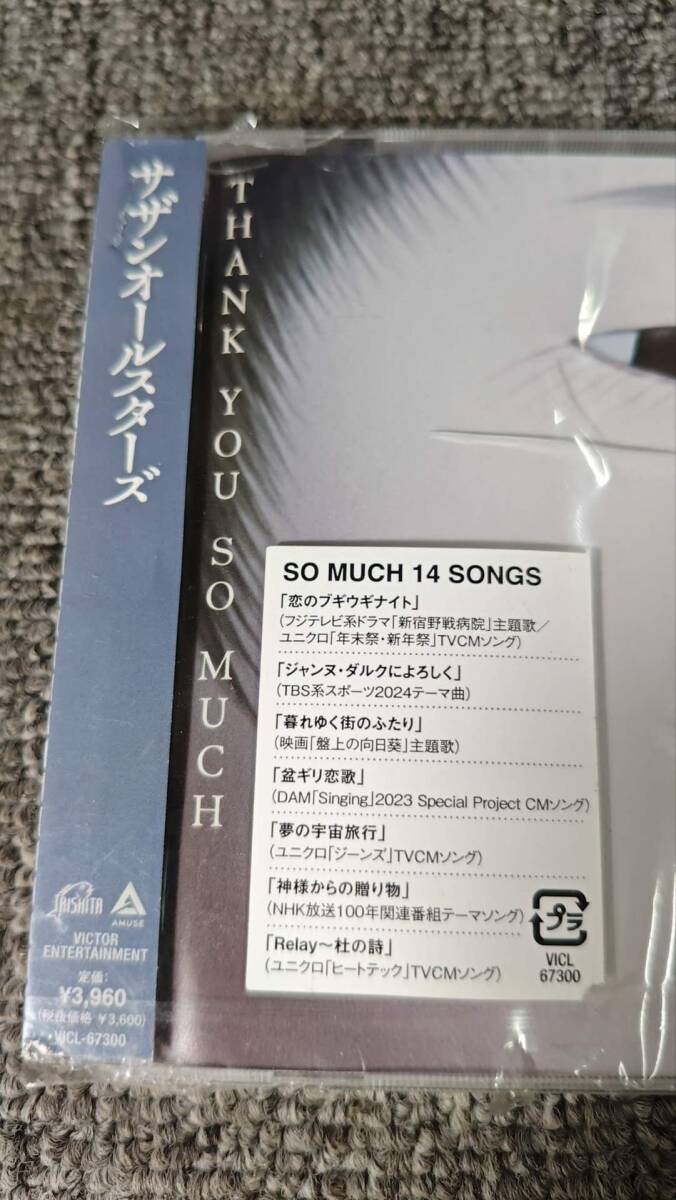 サザンオールスターズ
THANK YOU SO MUCH
SO MUCH 14 SONGS
「恋のブギウギナイト」
(フジテレビ系ドラマ「新宿野戦病院」主題歌/
ユニクロ「年末祭・新年祭」TVCMソング)
「ジャンヌ・ダルクによろしく」
(TBS系スポーツ2024テーマ曲)
「暮れゆく街のふたり」
(映画「盤上の向日葵」主題歌)
「盆ギリ恋歌」
(DAM「Singing」2023 Special Project CMソング)
「夢の宇宙旅行」
(ユニクロ「ジーンズ」TVCMソング)
「神様からの贈り物」
(NHK放送100年関連番組テーマソング)
「Relay～杜の詩」
(ユニクロ「ヒートテック」TVCMソング)
プラ
VICL
67300
TAISHITA
AMUSE
VICTOR
ENTERTAINMENT
定価:
¥3,960
(税抜価格 ¥3,600)
VICL-67300